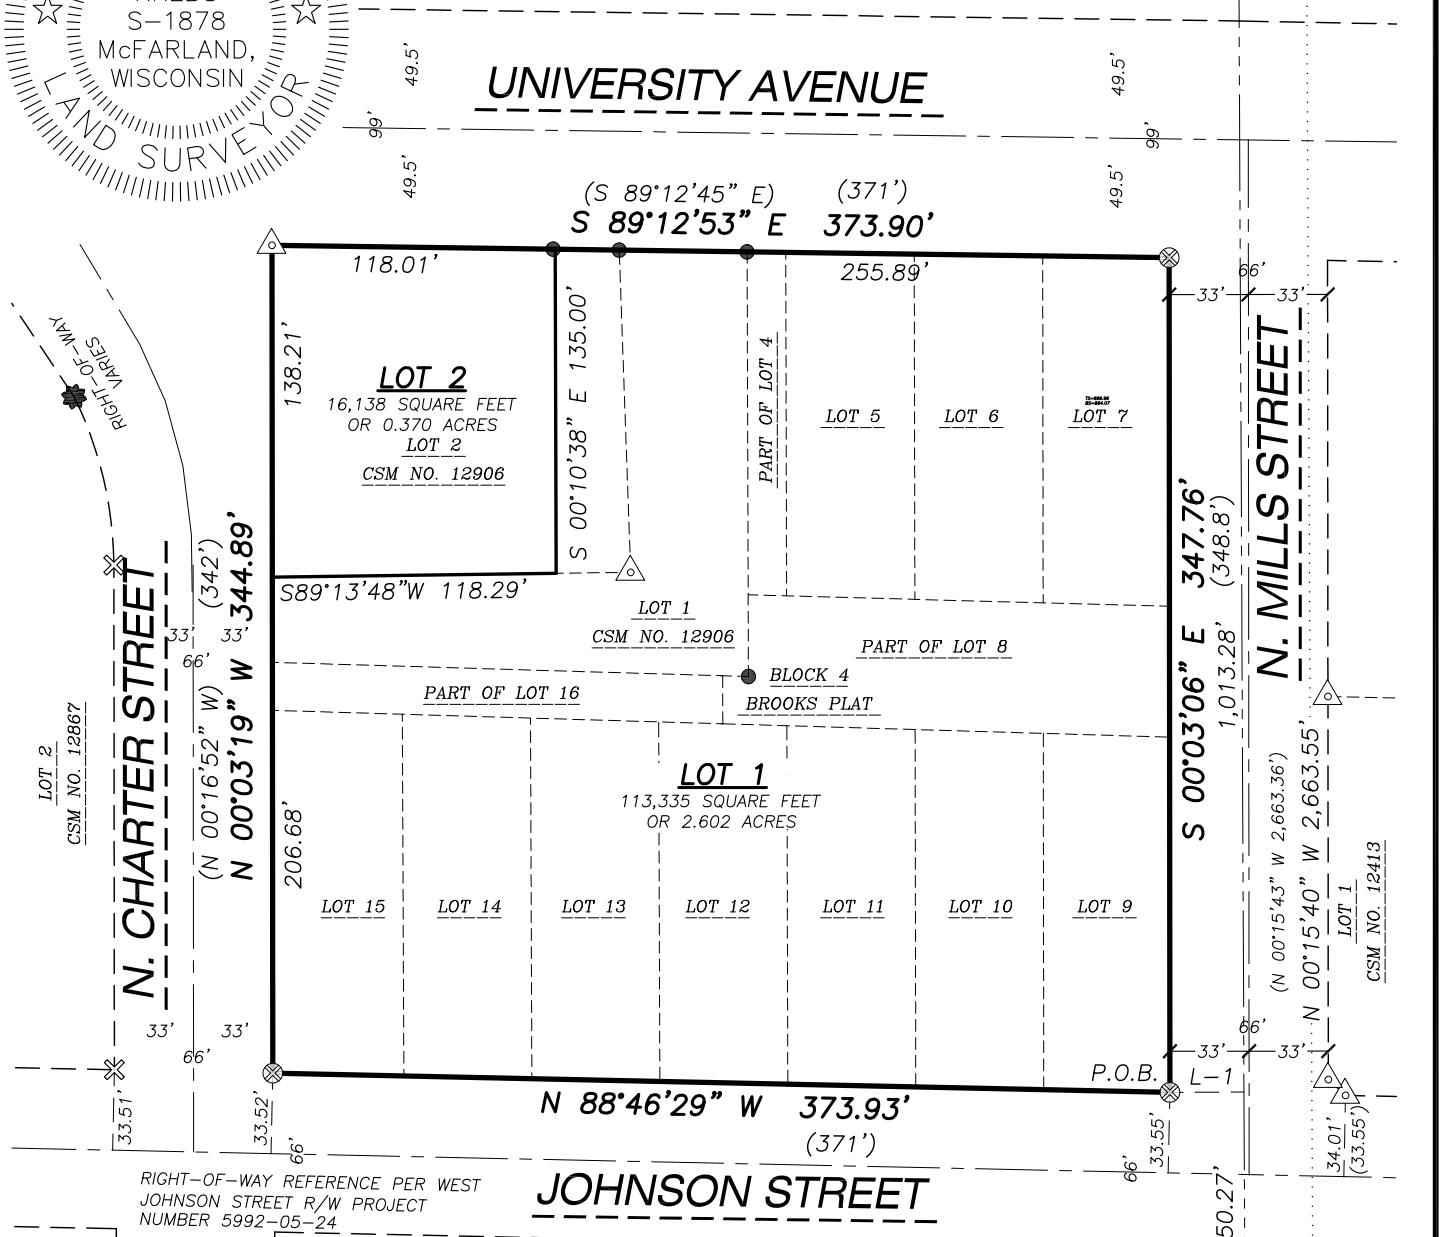 S-1878
McFARLAND,
WISCONSIN
LAND SURVEYOR
UNIVERSITY AVENUE
49.5'
99'
49.5'
49.5'
99'
49.5'
(S 89°12'45" E) (371')
S 89°12'53" E 373.90'
118.01'
255.89'
66'
33' 33'
RIGHT-OF-WAY
VARIES
138.21'
LOT 2
16,138 SQUARE FEET
OR 0.370 ACRES
LOT 2
CSM NO. 12906
S 00°10'38" E 135.00'
S89°13'48"W 118.29'
PART OF LOT 4
LOT 5
LOT 6
LOT 7
N. MILLS STREET
347.76'
(348.8')
S 00°03'06" E
1,013.28'
N. CHARTER STREET
(342')
344.89'
(N 00°16'52" W)
N 00°03'19" W
33' 33'
66'
206.68'
LOT 1
CSM NO. 12906
PART OF LOT 8
BLOCK 4
BROOKS PLAT
PART OF LOT 16
LOT 1
113,335 SQUARE FEET
OR 2.602 ACRES
LOT 2
CSM NO. 12867
LOT 15
LOT 14
LOT 13
LOT 12
LOT 11
LOT 10
LOT 9
(N 00°15'43" W 2,663.36')
N 00°15'40" W 2,663.55'
LOT 1
CSM NO. 12413
33' 33'
66'
66'
33' 33'
P.O.B.
L-1
N 88°46'29" W 373.93'
(371')
33.51'
33.52'
66'
66'
33.55'
34.01'
(33.55')
50.27'
RIGHT-OF-WAY REFERENCE PER WEST
JOHNSON STREET R/W PROJECT
NUMBER 5992-05-24
JOHNSON STREET